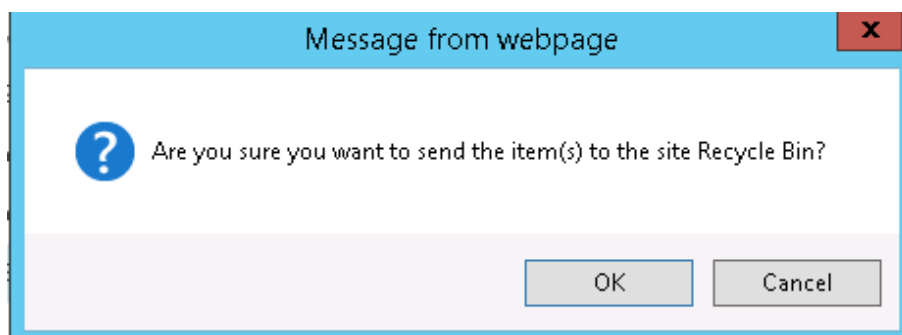 Message from webpage
x
?
Are you sure you want to send the item(s) to the site Recycle Bin?
OK
Cancel